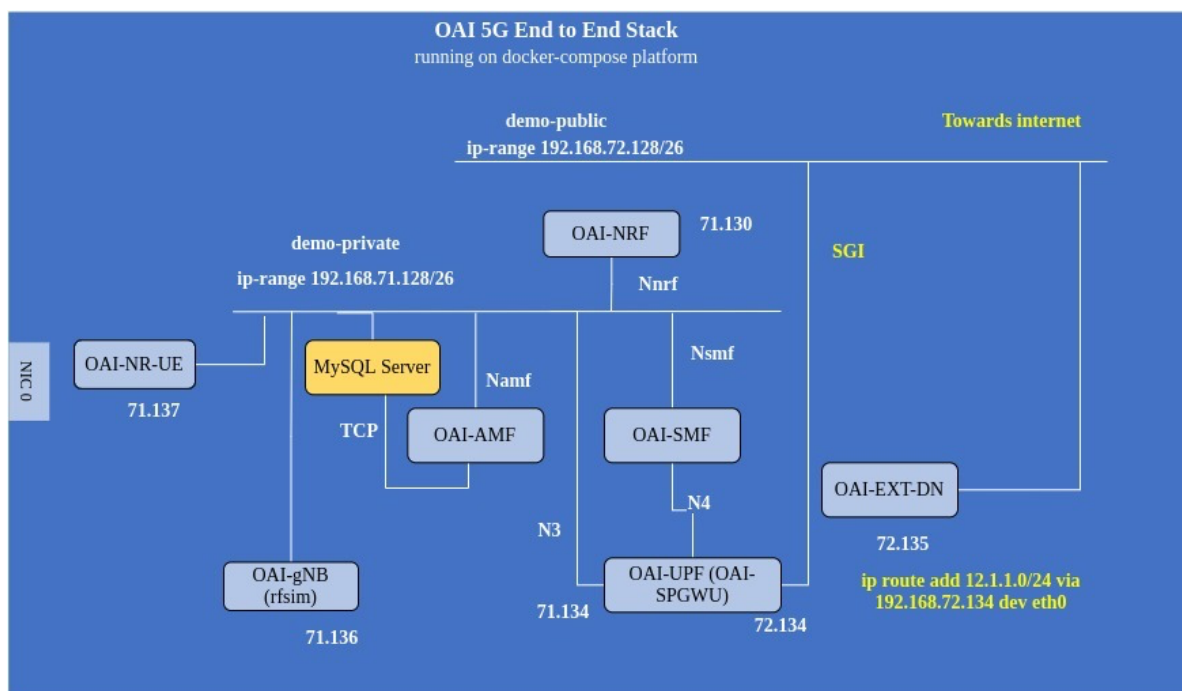 OAI 5G End to End Stack
running on docker-compose platform
demo-public
Towards internet
ip-range 192.168.72.128/26
OAI-NRF
71.130
demo-private
SGI
ip-range 192.168.71.128/26
Nnrf
NIC 0
OAI-NR-UE
MySQL Server
Nsmf
Namf
71.137
TCP
OAI-AMF
OAI-SMF
OAI-EXT-DN
N4
N3
72.135
OAI-gNB
(rfsim)
OAI-UPF (OAI-
SPGWU)
ip route add 12.1.1.0/24 via
192.168.72.134 dev eth0
71.134
72.134
71.136